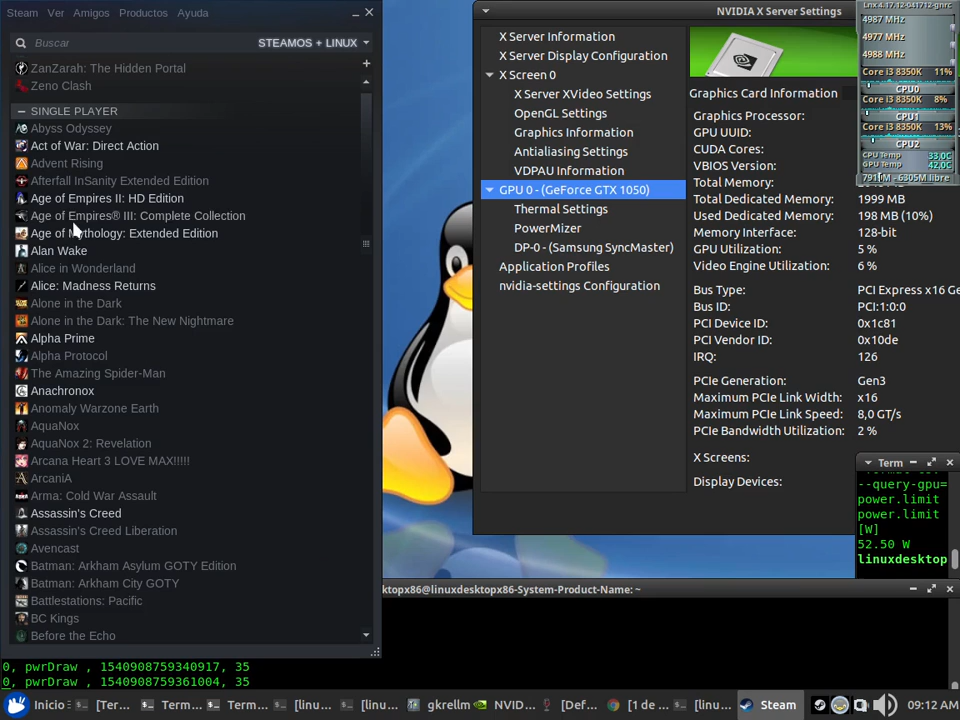 Steam Ver Amigos Productos Ayuda
Buscar STEAMOS + LINUX
ZanZarah: The Hidden Portal
Zeno Clash
SINGLE PLAYER
Abyss Odyssey
Act of War: Direct Action
Advent Rising
Afterfall InSanity Extended Edition
Age of Empires II: HD Edition
Age of Empires® III: Complete Collection
Age of Mythology: Extended Edition
Alan Wake
Alice in Wonderland
Alice: Madness Returns
Alone in the Dark
Alone in the Dark: The New Nightmare
Alpha Prime
Alpha Protocol
The Amazing Spider-Man
Anachronox
Anomaly Warzone Earth
AquaNox
AquaNox 2: Revelation
Arcana Heart 3 LOVE MAX!!!!!
ArcaniA
Arma: Cold War Assault
Assassin's Creed
Assassin's Creed Liberation
Avencast
Batman: Arkham Asylum GOTY Edition
Batman: Arkham City GOTY
Battlestations: Pacific
BC Kings
Before the Echo
0, pwrDraw , 1540908759340917, 35
0, pwrDraw , 1540908759361004, 35
NVIDIA X Server Settings
X Server Information
X Server Display Configuration
X Screen 0
X Server XVideo Settings
OpenGL Settings
Graphics Information
Antialiasing Settings
VDPAU Information
GPU 0 - (GeForce GTX 1050)
Thermal Settings
PowerMizer
DP-0 - (Samsung SyncMaster)
Application Profiles
nvidia-settings Configuration
Graphics Card Information
Graphics Processor:
GPU UUID:
CUDA Cores:
VBIOS Version:
Total Memory:
Total Dedicated Memory: 1999 MB
Used Dedicated Memory: 198 MB (10%)
Memory Interface: 128-bit
GPU Utilization: 5 %
Video Engine Utilization: 6 %
Bus Type: PCI Express x16 Ge
Bus ID: PCI:1:0:0
PCI Device ID: 0x1c81
PCI Vendor ID: 0x10de
IRQ: 126
PCIe Generation: Gen3
Maximum PCIe Link Width: x16
Maximum PCIe Link Speed: 8,0 GT/s
PCIe Bandwidth Utilization: 2 %
X Screens:
Display Devices:
Lnx 4.17.12-041712-gnrc
4987 MHz
4977 MHz
4988 MHz
Core I3 8350K 11%
CPU0
Core I3 8350K 8%
CPU1
Core I3 8350K 13%
CPU2
CPU Temp 33,0C
GPU Temp 42,0C
6305M libre
Term
--query-gpu=
power.limit
power.limit
[W]
52.50 W
linuxdesktop
ktopx86@linuxdesktopx86-System-Product-Name: ~
Inicio [Ter... Term... Term... [linu... [linu... gkrellm NVID... [Def... [1 de ... [linu... Steam 09:12 AM